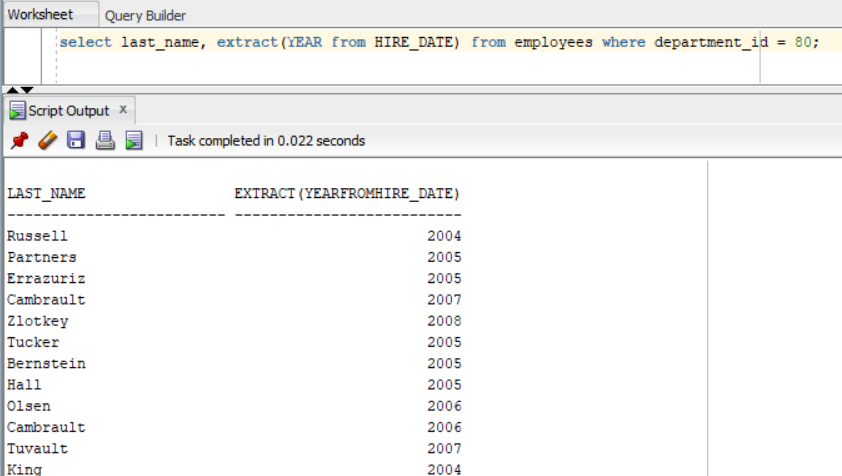 Worksheet Query Builder
select last_name, extract(YEAR from HIRE_DATE) from employees where department_id = 80;
Script Output x
Task completed in 0.022 seconds
LAST_NAME EXTRACT(YEARFROMHIRE_DATE)
------------------------- --------------------------
Russell 2004
Partners 2005
Errazuriz 2005
Cambrault 2007
Zlotkey 2008
Tucker 2005
Bernstein 2005
Hall 2005
Olsen 2006
Cambrault 2006
Tuvault 2007
King 2004